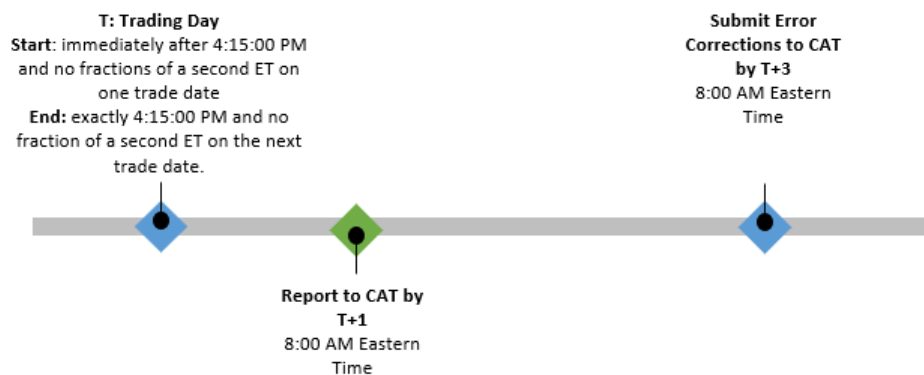 T: Trading Day
Start: immediately after 4:15:00 PM
and no fractions of a second ET on
one trade date
End: exactly 4:15:00 PM and no
fraction of a second ET on the next
trade date.
Submit Error
Corrections to CAT
by T+3
8:00 AM Eastern
Time
Report to CAT by
T+1
8:00 AM Eastern
Time